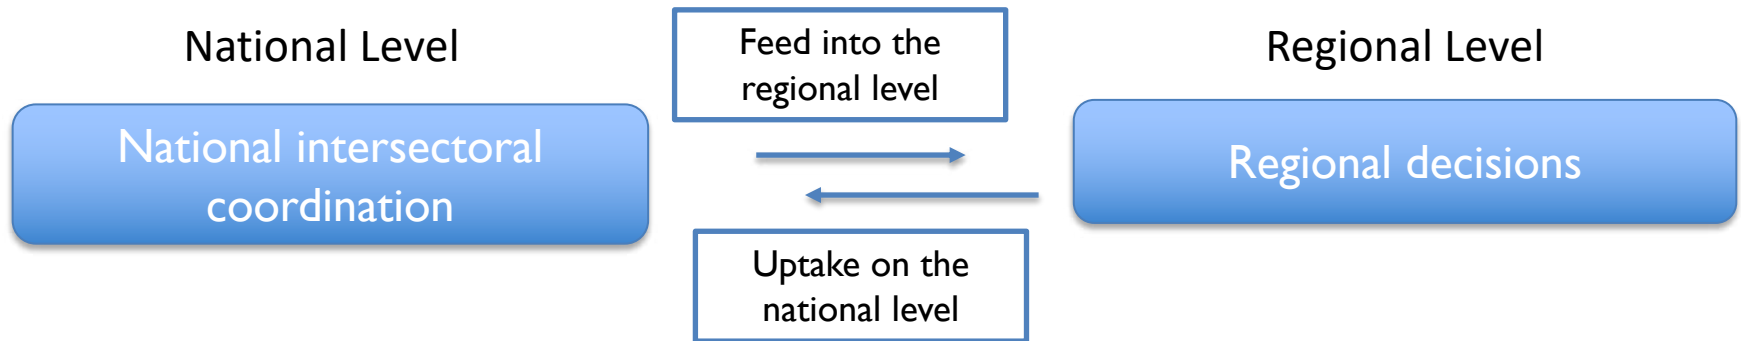 National Level
National intersectoral
coordination
Feed into the
regional level
Uptake on the
national level
Regional Level
Regional decisions